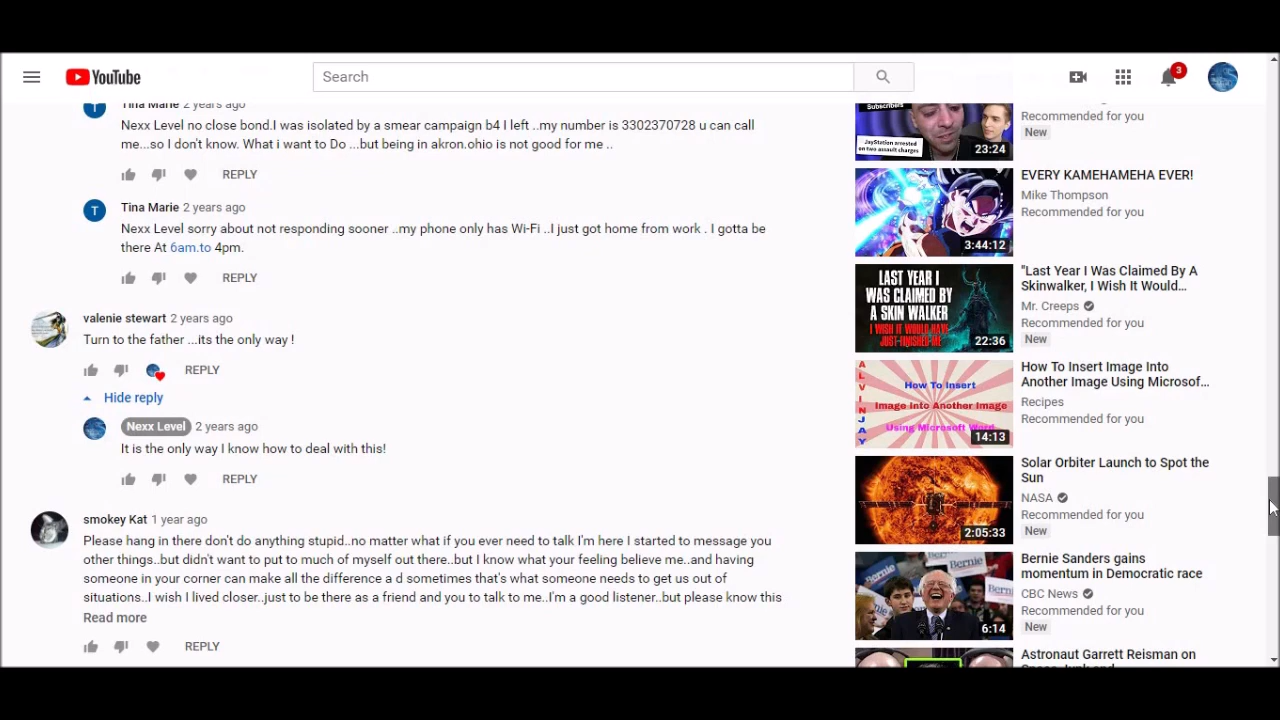 YouTube
Search
3
Tina Marie 2 years ago
Nexx Level no close bond.I was isolated by a smear campaign b4 I left ..my number is 3302370728 u can call
me...so I don't know. What i want to Do ...but being in akron.ohio is not good for me ..
REPLY
T
Tina Marie 2 years ago
Nexx Level sorry about not responding sooner ..my phone only has Wi-Fi ..I just got home from work . I gotta be
there At 6am.to 4pm.
REPLY
valenie stewart 2 years ago
Turn to the father ...its the only way !
REPLY
Hide reply
Nexx Level 2 years ago
It is the only way I know how to deal with this!
REPLY
smokey Kat 1 year ago
Please hang in there don't do anything stupid..no matter what if you ever need to talk I'm here I started to message you
other things..but didn't want to put to much of myself out there..but I know what your feeling believe me..and having
someone in your corner can make all the difference a d sometimes that's what someone needs to get us out of
situations..I wish I lived closer..just to be there as a friend and you to talk to me..I'm a good listener..but please know this
Read more
REPLY
Subscribers
JayStation arrested
on two assault charges
23:24
Recommended for you
New
3:44:12
EVERY KAMEHAMEHA EVER!
Mike Thompson
Recommended for you
LAST YEAR I
WAS CLAIMED BY
A SKIN WALKER
I WISH IT WOULD HAVE
JUST FINISHED ME
22:36
"Last Year I Was Claimed By A
Skinwalker, I Wish It Would...
Mr. Creeps
Recommended for you
New
ALVINJAY
How To Insert
Image Into Another Image
Using Microsoft Word
14:13
How To Insert Image Into
Another Image Using Microsof...
Recipes
Recommended for you
2:05:33
Solar Orbiter Launch to Spot the
Sun
NASA
Recommended for you
New
Bernie
6:14
Bernie Sanders gains
momentum in Democratic race
CBC News
Recommended for you
New
Astronaut Garrett Reisman on